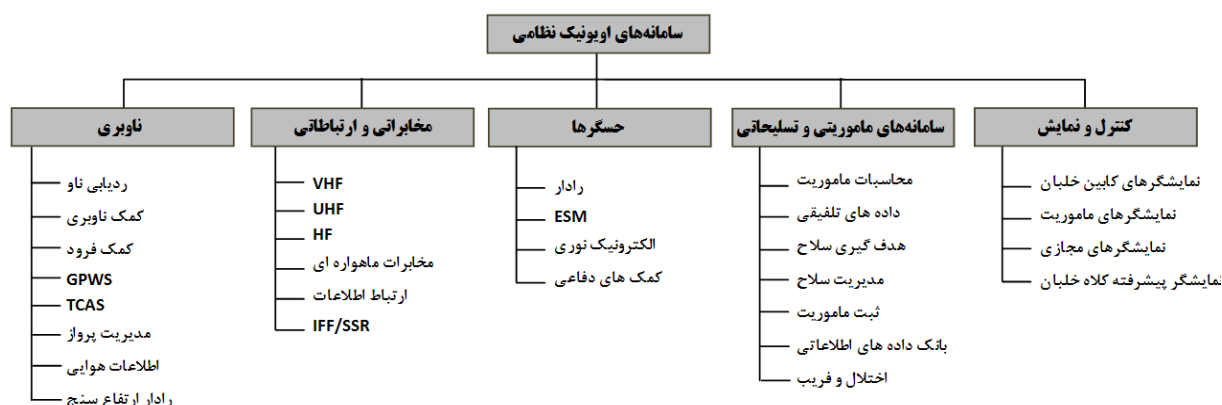 سامانه‌های اویونیک نظامی
ناوبری
ردیابی ناو
کمک ناوبری
کمک فرود
GPWS
TCAS
مدیریت پرواز
اطلاعات هوایی
رادار ارتفاع سنج
مخابراتی و ارتباطاتی
VHF
UHF
HF
مخابرات ماهواره ای
ارتباط اطلاعات
IFF/SSR
حسگرها
رادار
ESM
الکترونیک نوری
کمک های دفاعی
سامانه‌های ماموریتی و تسلیحاتی
محاسبات ماموریت
داده های تلفیقی
هدف گیری سلاح
مدیریت سلاح
ثبت ماموریت
بانک داده های اطلاعاتی
اختلال و فریب
کنترل و نمایش
نمایشگرهای کابین خلبان
نمایشگرهای ماموریت
نمایشگرهای مجازی
نمایشگر پیشرفته کلاه خلبان